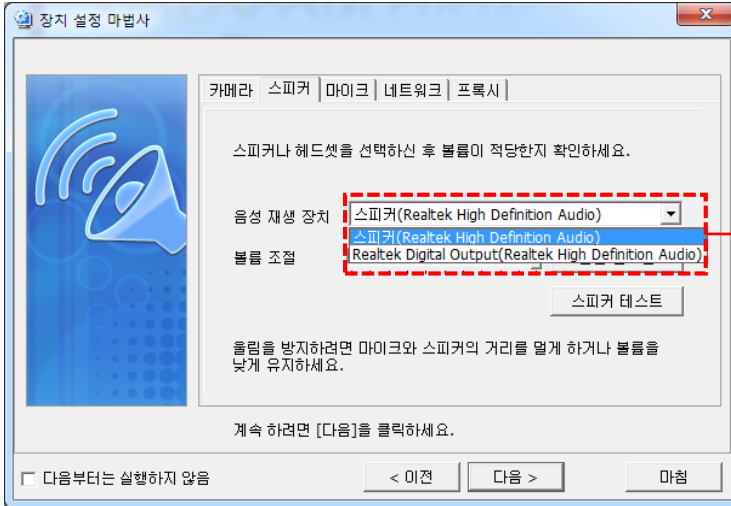 장치 설정 마법사
x
카메라 스피커 마이크 네트워크 프록시
스피커나 헤드셋을 선택하신 후 볼륨이 적당한지 확인하세요.
음성 재생 장치 스피커(Realtek High Definition Audio)
스피커(Realtek High Definition Audio)
볼륨 조절 Realtek Digital Output(Realtek High Definition Audio)
스피커 테스트
울림을 방지하려면 마이크와 스피커의 거리를 멀게 하거나 볼륨을
낮게 유지하세요.
계속 하려면 [다음]을 클릭하세요.
다음부터는 실행하지 않음 < 이전 다음 > 마침